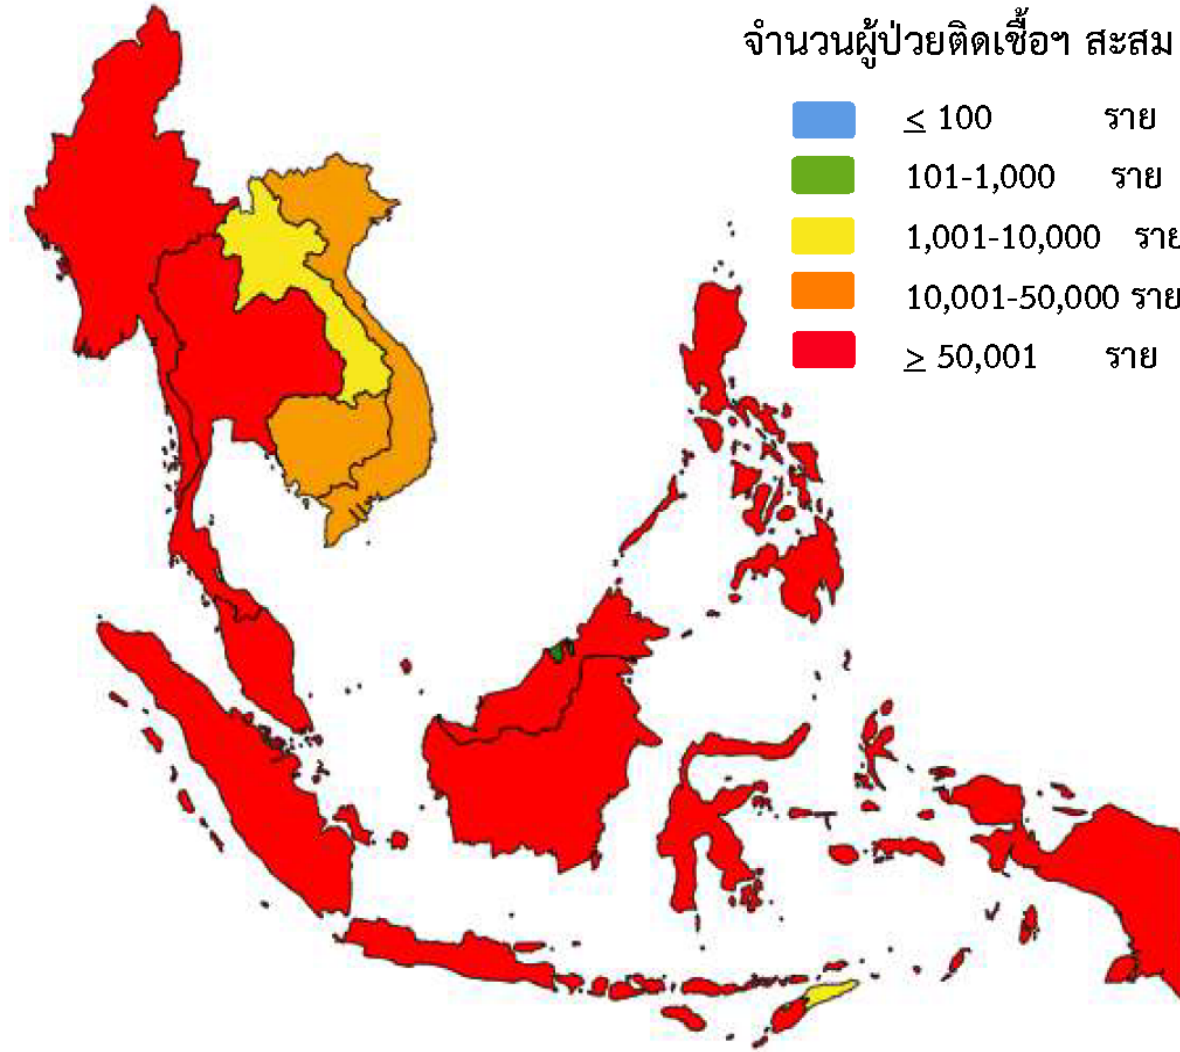 จำนวนผู้ป่วยติดเชื้อฯ สะสม
≤ 100 ราย
101-1,000 ราย
1,001-10,000 ราย
10,001-50,000 ราย
≥ 50,001 ราย